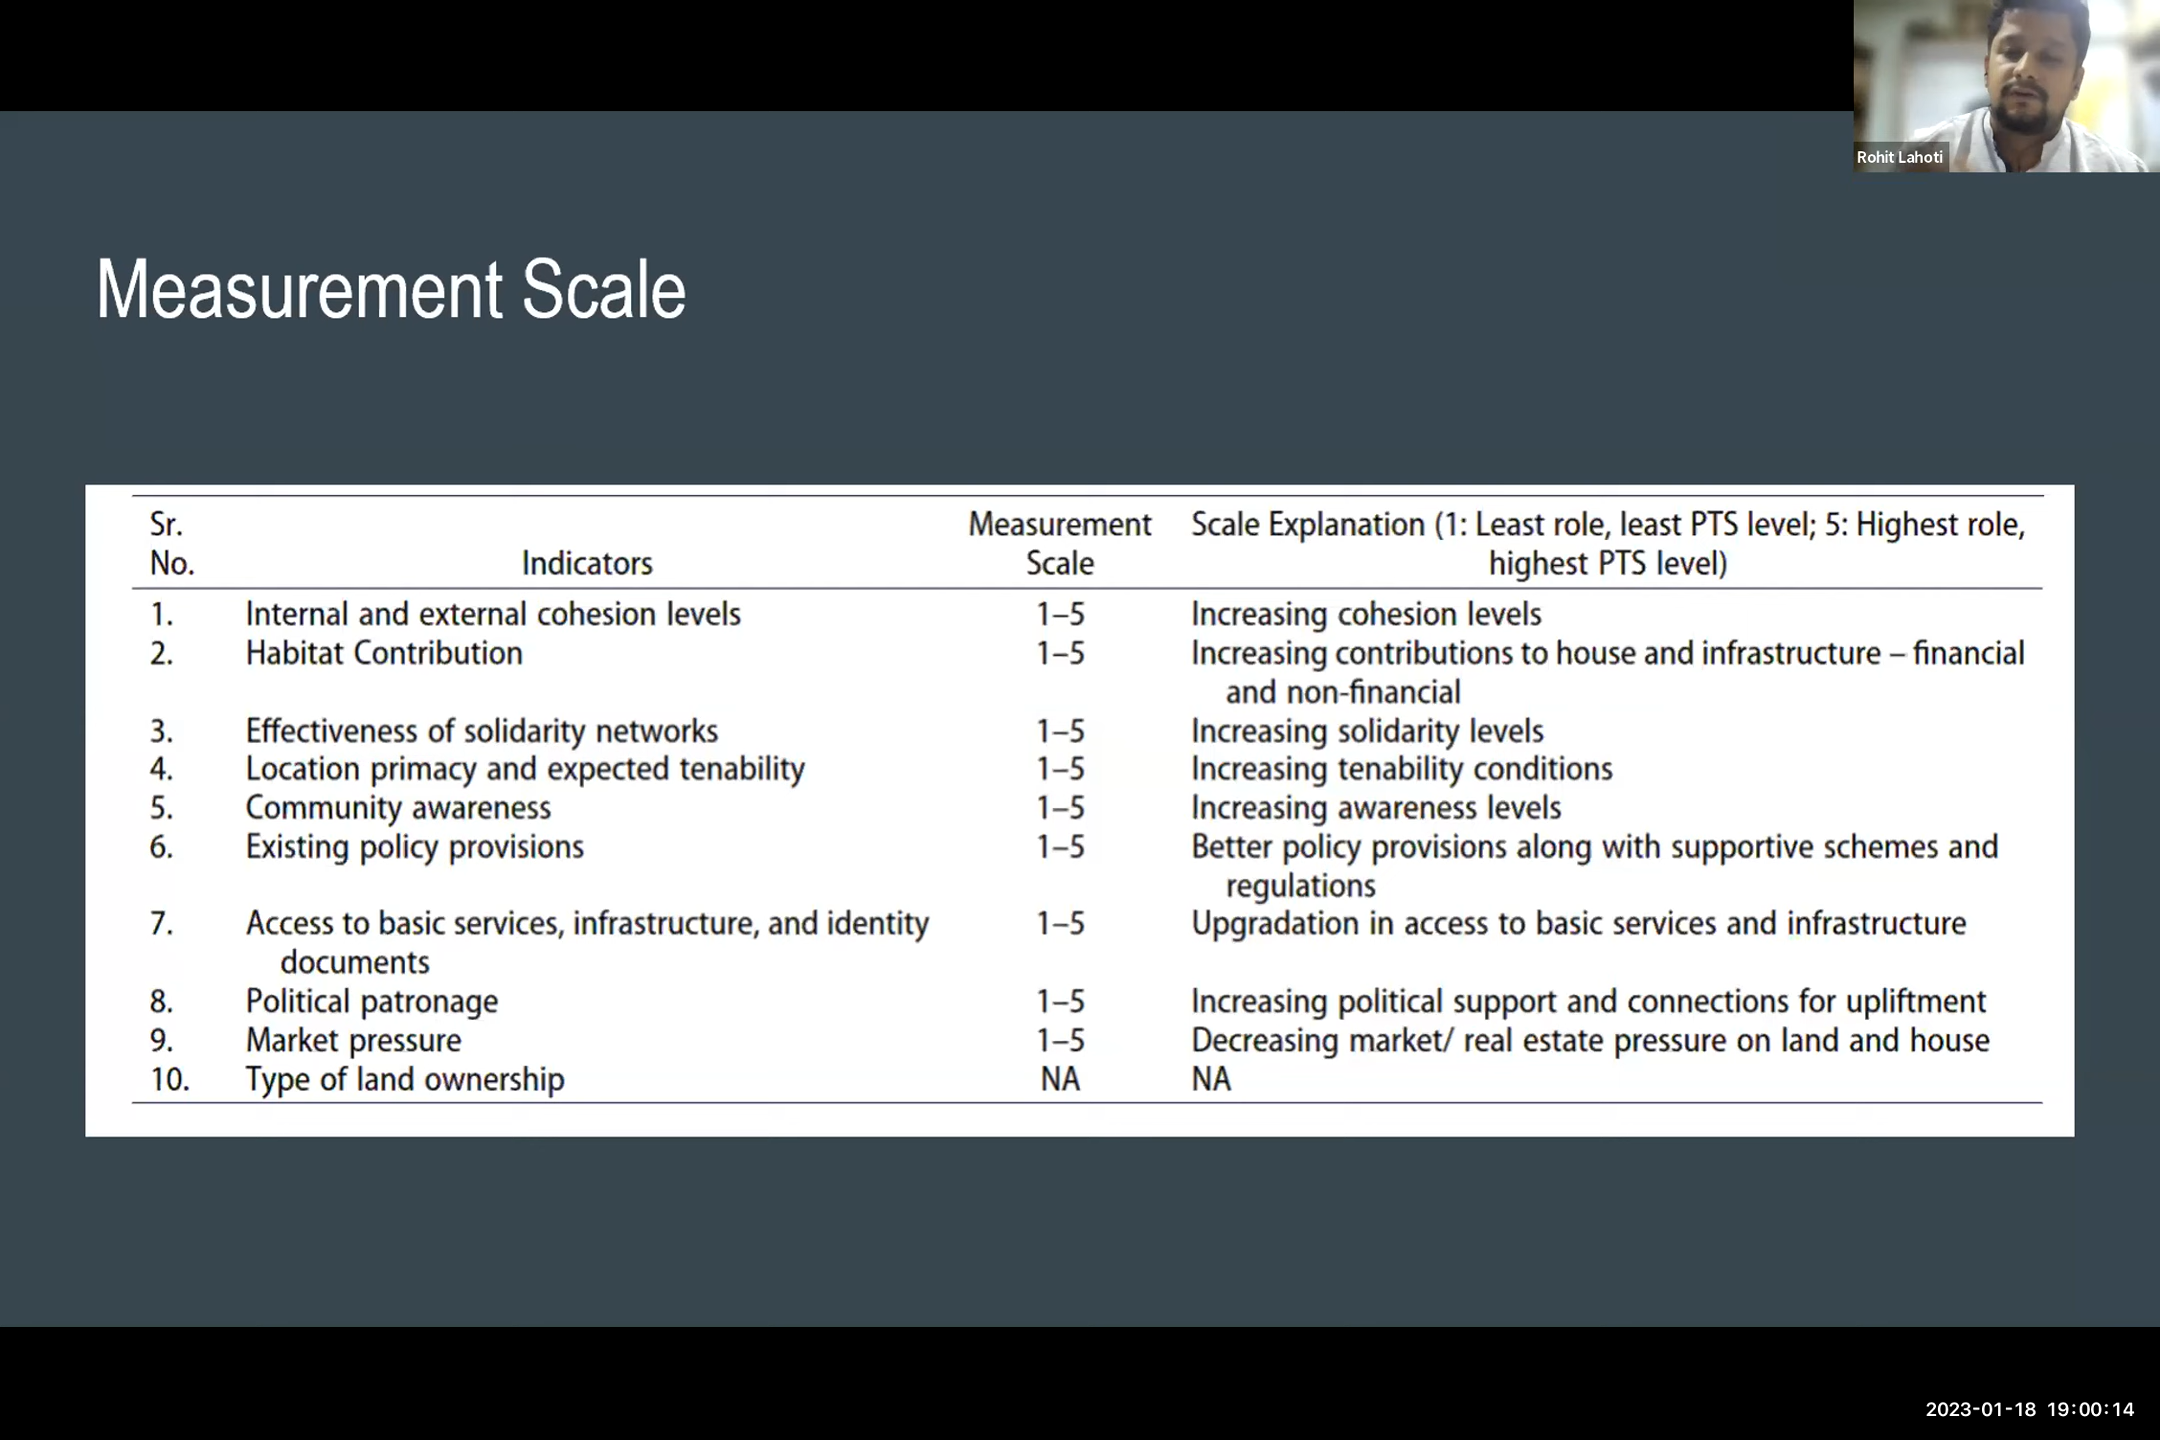 Rohit Lahoti
Measurement Scale
Sr. Measurement Scale Explanation (1: Least role, least PTS level; 5: Highest role,
No. Indicators Scale highest PTS level)
1. Internal and external cohesion levels 1–5 Increasing cohesion levels
2. Habitat Contribution 1–5 Increasing contributions to house and infrastructure – financial
and non-financial
3. Effectiveness of solidarity networks 1–5 Increasing solidarity levels
4. Location primacy and expected tenability 1–5 Increasing tenability conditions
5. Community awareness 1–5 Increasing awareness levels
6. Existing policy provisions 1–5 Better policy provisions along with supportive schemes and
regulations
7. Access to basic services, infrastructure, and identity 1–5 Upgradation in access to basic services and infrastructure
documents
8. Political patronage 1–5 Increasing political support and connections for upliftment
9. Market pressure 1–5 Decreasing market/ real estate pressure on land and house
10. Type of land ownership NA NA
2023-01-18 19:00:14